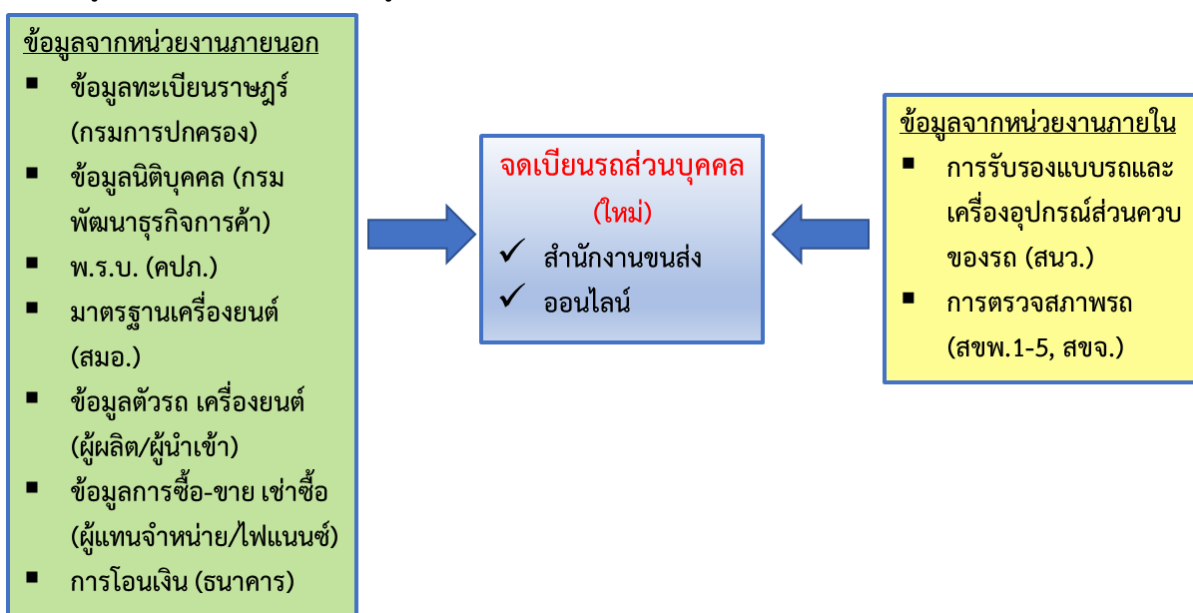 ข้อมูลจากหน่วยงานภายนอก
▪ ข้อมูลทะเบียนราษฎร์
(กรมการปกครอง)
▪ ข้อมูลนิติบุคคล (กรม
พัฒนาธุรกิจการค้า)
▪ พ.ร.บ. (คปภ.)
▪ มาตรฐานเครื่องยนต์
(สมอ.)
▪ ข้อมูลตัวรถ เครื่องยนต์
(ผู้ผลิต/ผู้นำเข้า)
▪ ข้อมูลการซื้อ-ขาย เช่าซื้อ
(ผู้แทนจำหน่าย/ไฟแนนซ์)
▪ การโอนเงิน (ธนาคาร)
จดเบียนรถส่วนบุคคล
(ใหม่)
✓ สำนักงานขนส่ง
✓ ออนไลน์
ข้อมูลจากหน่วยงานภายใน
▪ การรับรองแบบรถและ
เครื่องอุปกรณ์ส่วนควบ
ของรถ (สนว.)
▪ การตรวจสภาพรถ
(สขพ.1-5, สขจ.)